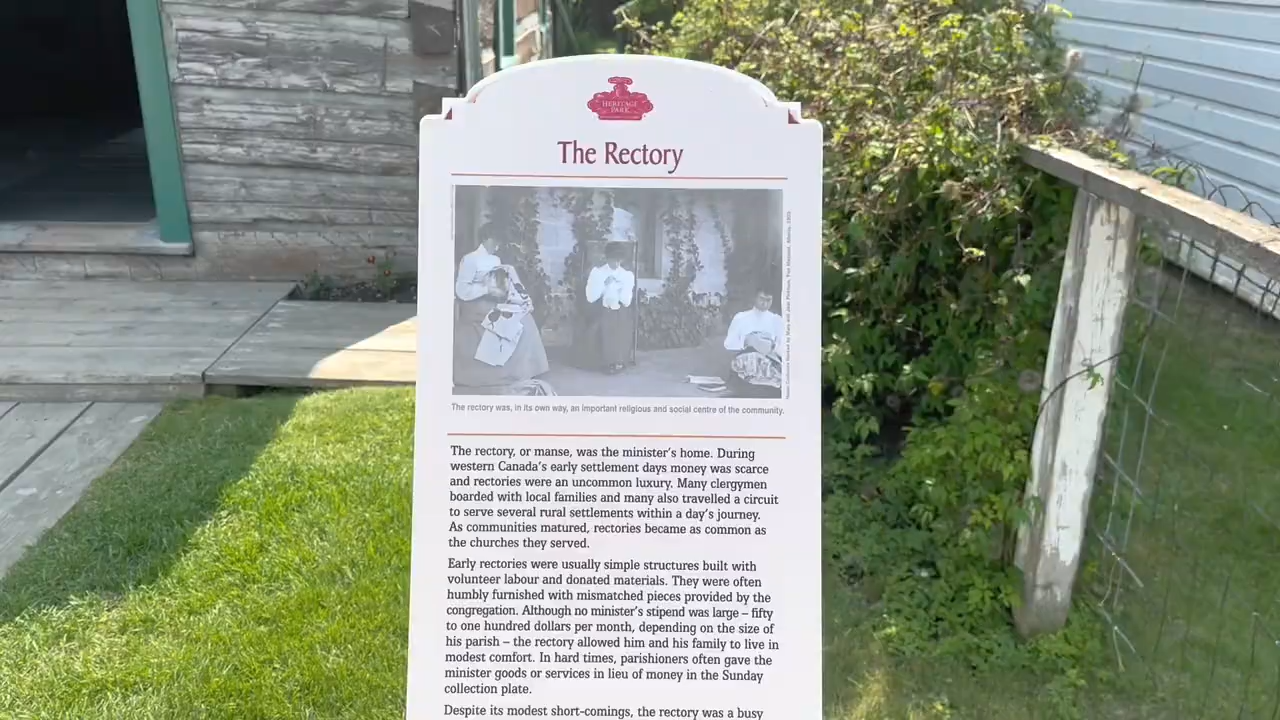 HERITAGE
PARK
The Rectory
The rectory was, in its own way, an important religious and social centre of the community.
The rectory, or manse, was the minister's home. During
western Canada's early settlement days money was scarce
and rectories were an uncommon luxury. Many clergymen
boarded with local families and many also travelled a circuit
to serve several rural settlements within a day's journey.
As communities matured, rectories became as common as
the churches they served.
Early rectories were usually simple structures built with
volunteer labour and donated materials. They were often
humbly furnished with mismatched pieces provided by the
congregation. Although no minister's stipend was large – fifty
to one hundred dollars per month, depending on the size of
his parish – the rectory allowed him and his family to live in
modest comfort. In hard times, parishioners often gave the
minister goods or services in lieu of money in the Sunday
collection plate.
Despite its modest short-comings, the rectory was a busy